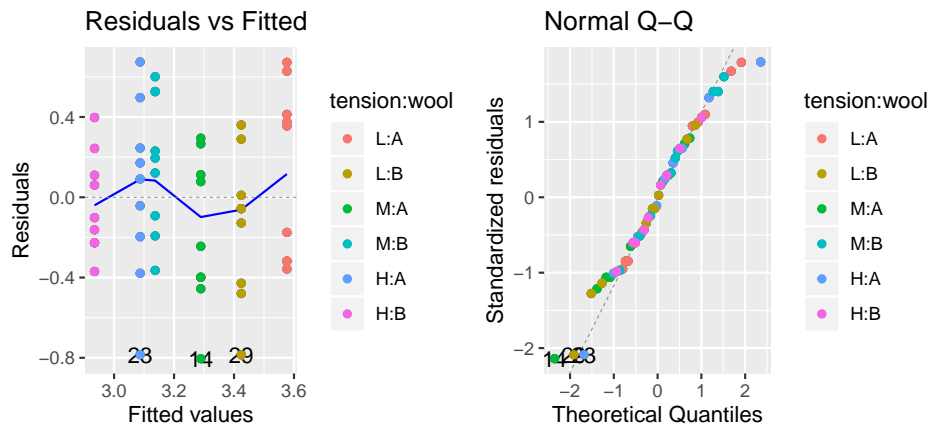 Residuals vs Fitted
Residuals
0.4
0.0
−0.4
−0.8
23
14
29
3.0
3.2
3.4
3.6
Fitted values
tension:wool
L:A
L:B
M:A
M:B
H:A
H:B
Normal Q−Q
Standardized residuals
1
0
−1
−2
14
−2
−1
0
1
2
Theoretical Quantiles
tension:wool
L:A
L:B
M:A
M:B
H:A
H:B